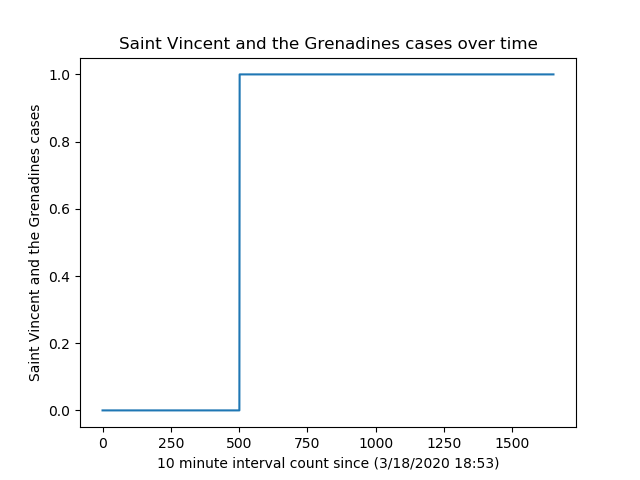 Saint Vincent and the Grenadines cases over time
Saint Vincent and the Grenadines cases
1.0
0.8
0.6
0.4
0.2
0.0
0 250 500 750 1000 1250 1500
10 minute interval count since (3/18/2020 18:53)